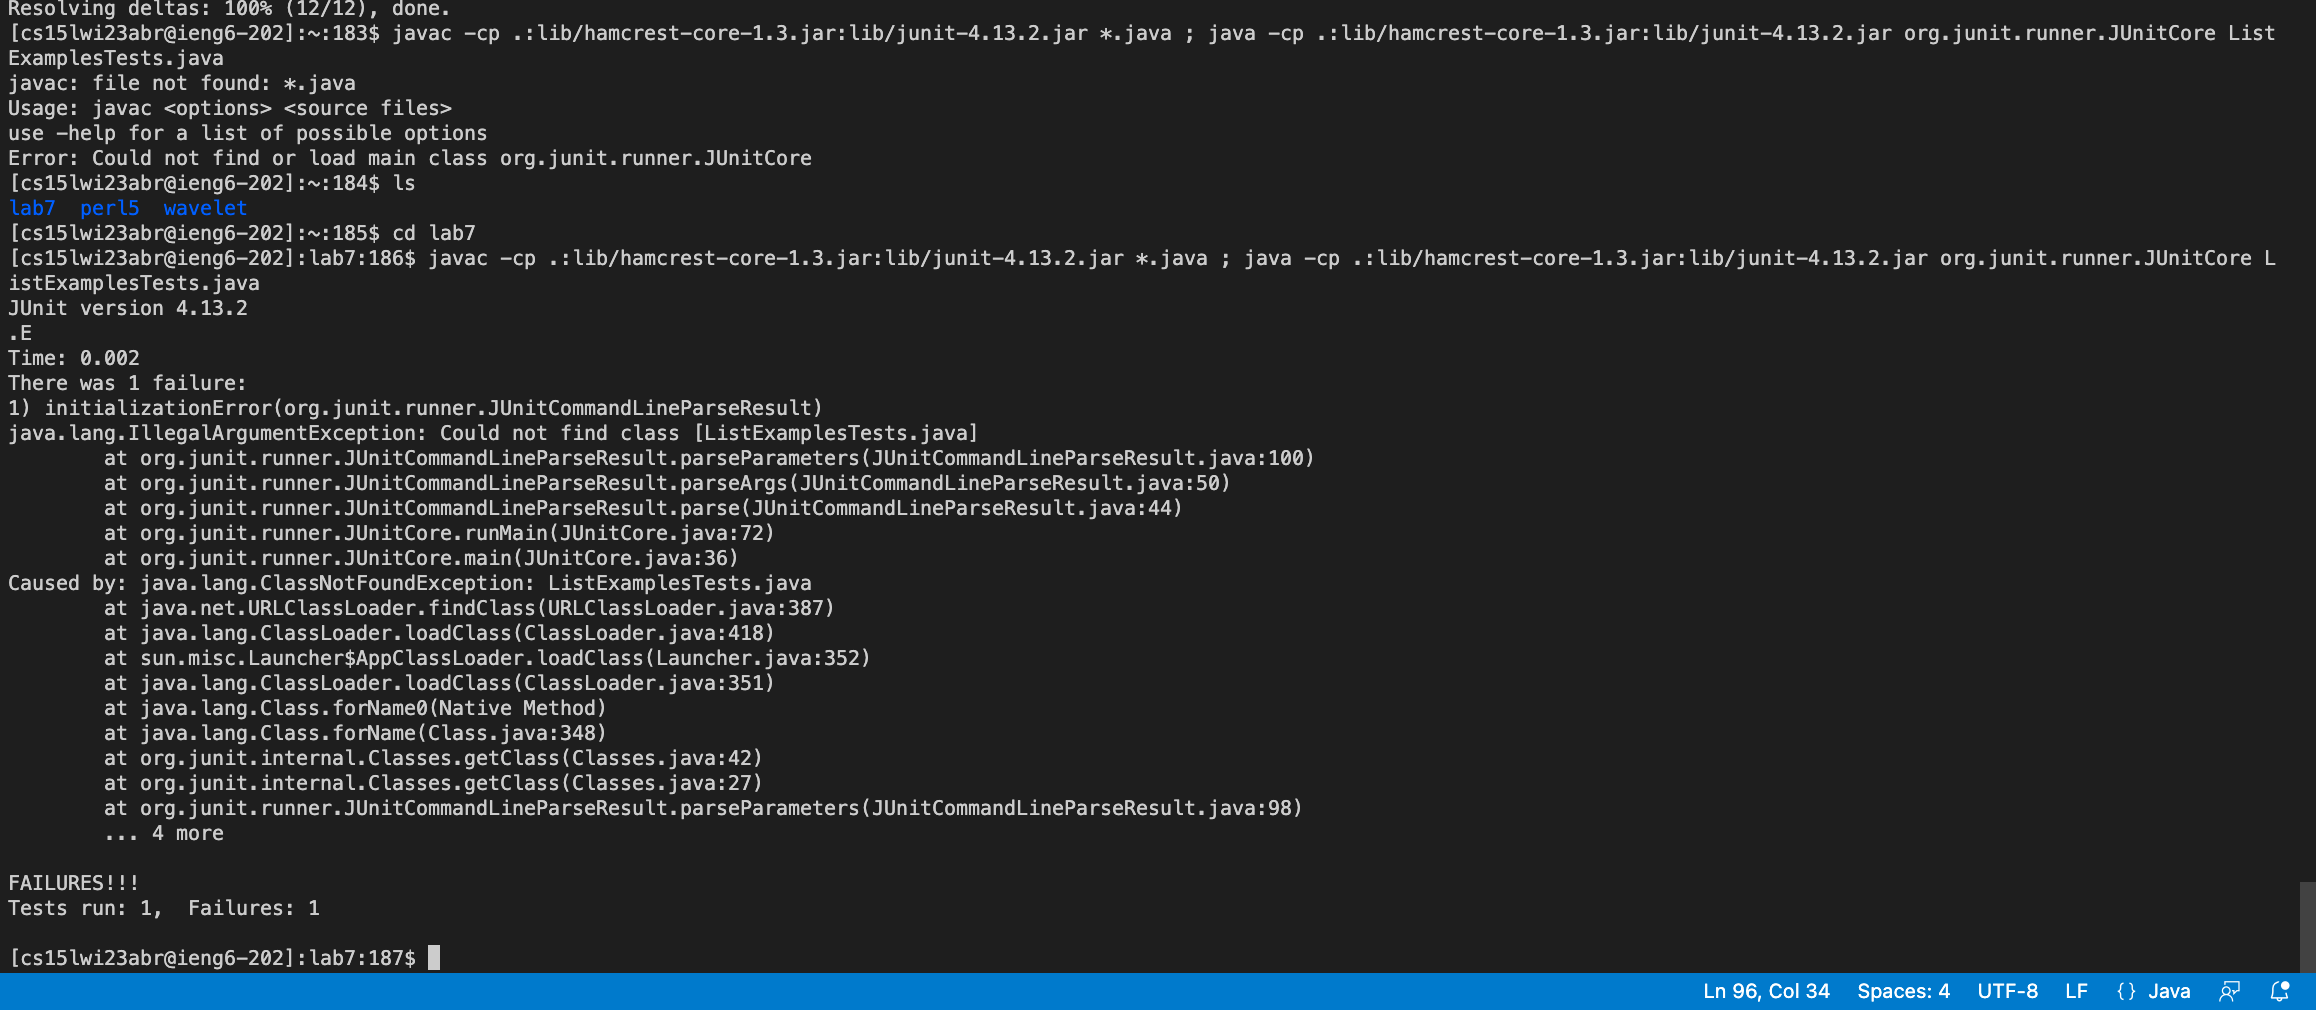 Resolving deltas: 100% (12/12), done.
[cs15lwi23abr@ieng6-202]:~:183$ javac -cp .:lib/hamcrest-core-1.3.jar:lib/junit-4.13.2.jar *.java ; java -cp .:lib/hamcrest-core-1.3.jar:lib/junit-4.13.2.jar org.junit.runner.JUnitCore List
ExamplesTests.java
javac: file not found: *.java
Usage: javac <options> <source files>
use -help for a list of possible options
Error: Could not find or load main class org.junit.runner.JUnitCore
[cs15lwi23abr@ieng6-202]:~:184$ ls
lab7  perl5  wavelet
[cs15lwi23abr@ieng6-202]:~:185$ cd lab7
[cs15lwi23abr@ieng6-202]:lab7:186$ javac -cp .:lib/hamcrest-core-1.3.jar:lib/junit-4.13.2.jar *.java ; java -cp .:lib/hamcrest-core-1.3.jar:lib/junit-4.13.2.jar org.junit.runner.JUnitCore L
istExamplesTests.java
JUnit version 4.13.2
.E
Time: 0.002
There was 1 failure:
1) initializationError(org.junit.runner.JUnitCommandLineParseResult)
java.lang.IllegalArgumentException: Could not find class [ListExamplesTests.java]
        at org.junit.runner.JUnitCommandLineParseResult.parseParameters(JUnitCommandLineParseResult.java:100)
        at org.junit.runner.JUnitCommandLineParseResult.parseArgs(JUnitCommandLineParseResult.java:50)
        at org.junit.runner.JUnitCommandLineParseResult.parse(JUnitCommandLineParseResult.java:44)
        at org.junit.runner.JUnitCore.runMain(JUnitCore.java:72)
        at org.junit.runner.JUnitCore.main(JUnitCore.java:36)
Caused by: java.lang.ClassNotFoundException: ListExamplesTests.java
        at java.net.URLClassLoader.findClass(URLClassLoader.java:387)
        at java.lang.ClassLoader.loadClass(ClassLoader.java:418)
        at sun.misc.Launcher$AppClassLoader.loadClass(Launcher.java:352)
        at java.lang.ClassLoader.loadClass(ClassLoader.java:351)
        at java.lang.Class.forName0(Native Method)
        at java.lang.Class.forName(Class.java:348)
        at org.junit.internal.Classes.getClass(Classes.java:42)
        at org.junit.internal.Classes.getClass(Classes.java:27)
        at org.junit.runner.JUnitCommandLineParseResult.parseParameters(JUnitCommandLineParseResult.java:98)
        ... 4 more
FAILURES!!!
Tests run: 1,  Failures: 1
[cs15lwi23abr@ieng6-202]:lab7:187$
Ln 96, Col 34  Spaces: 4  UTF-8  LF  {} Java